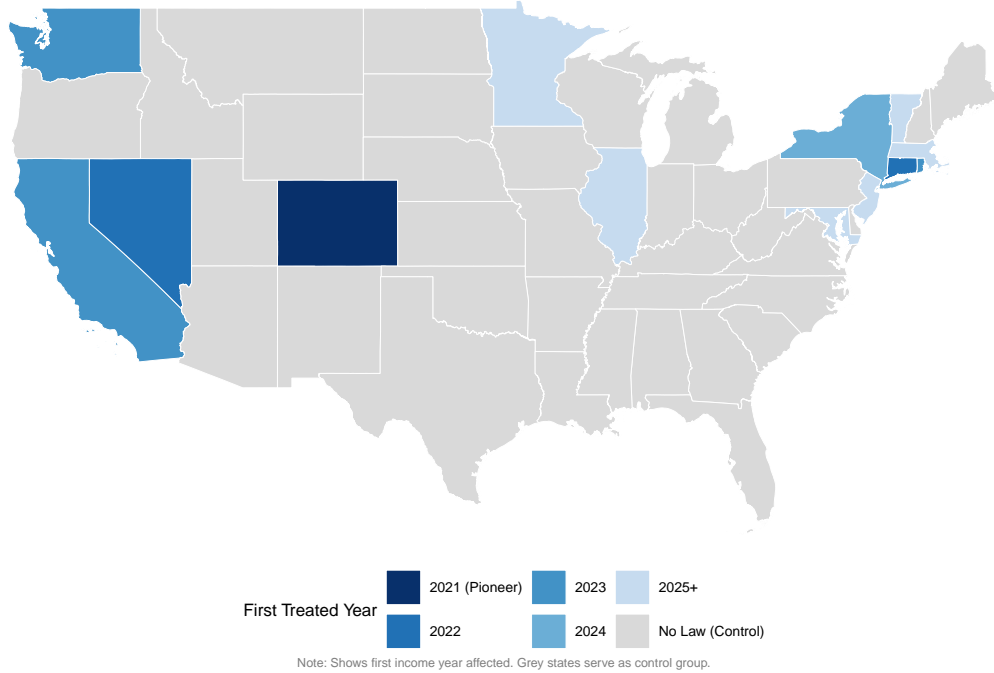 First Treated Year
2021 (Pioneer)
2022
2023
2024
2025+
No Law (Control)
Note: Shows first income year affected. Grey states serve as control group.